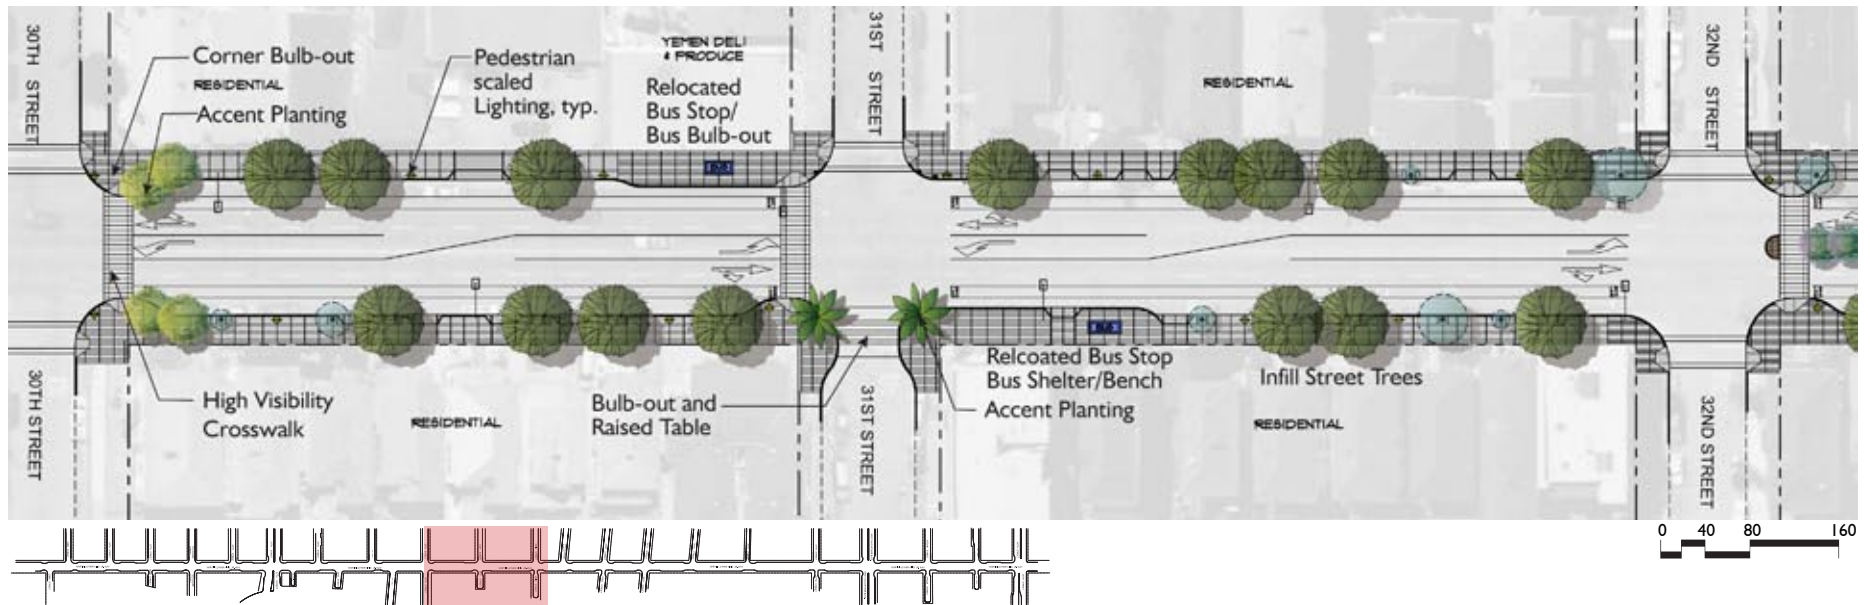 30TH STREET
Corner Bulb-out
RESIDENTIAL
Accent Planting
Pedestrian
scaled
Lighting, typ.
YEMEN DELI
& PRODUCE
Relocated
Bus Stop/
Bus Bulb-out
31ST STREET
RESIDENTIAL
32ND STREET
BUS
BUS
30TH STREET
High Visibility
Crosswalk
RESIDENTIAL
Bulb-out and
Raised Table
31ST STREET
Relcoated Bus Stop
Bus Shelter/Bench
Accent Planting
Infill Street Trees
RESIDENTIAL
32ND STREET
0 40 80 160